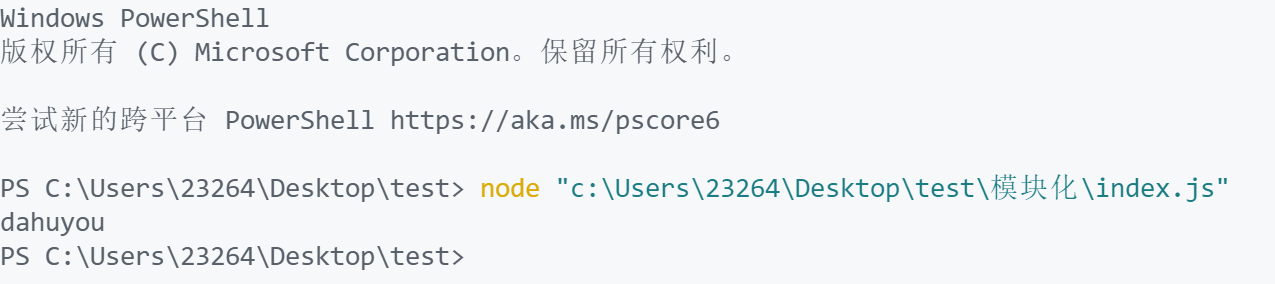 Windows PowerShell
版权所有 (C) Microsoft Corporation。保留所有权利。
尝试新的跨平台 PowerShell https://aka.ms/pscore6
PS C:\Users\23264\Desktop\test> node "c:\Users\23264\Desktop\test\模块化\index.js"
dahuyou
PS C:\Users\23264\Desktop\test>